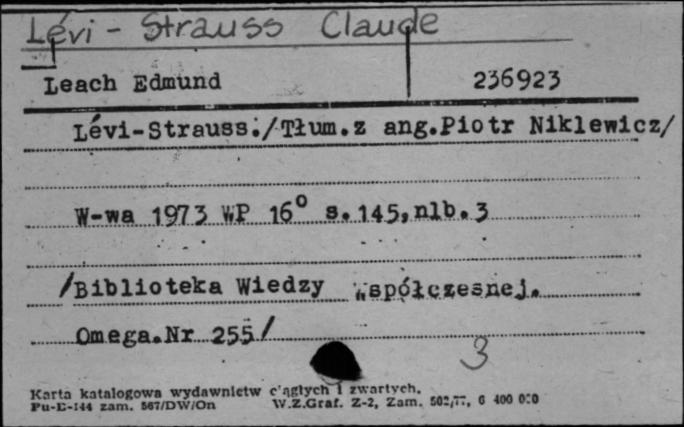 Lévi-Strauss Claude
Leach Edmund 236923
Lévi-Strauss./Tłum.z ang.Piotr Niklewicz/
W-wa 1973 WP 16° s.145,nlb.3
/Biblioteka Wiedzy Współczesnej.
Omega.Nr 255/
3
Karta katalogowa wydawnictw c'ągłych i zwartych.
Pu-K-144 zam. 567/DW/On W.Z.Graf. Z-2, Zam. 502/77, 6 400 000